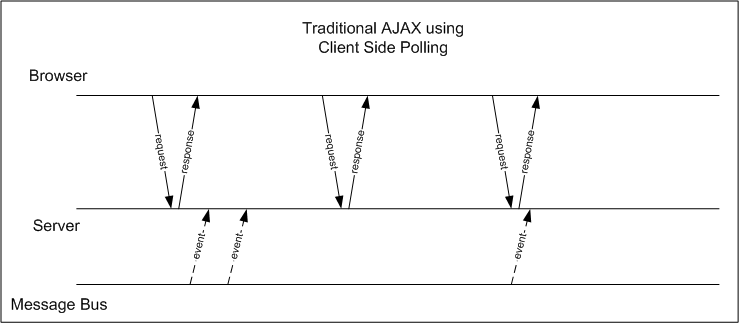 Traditional AJAX using
Client Side Polling
Browser
request
response
request
response
request
response
Server
event-
event-
event-
Message Bus